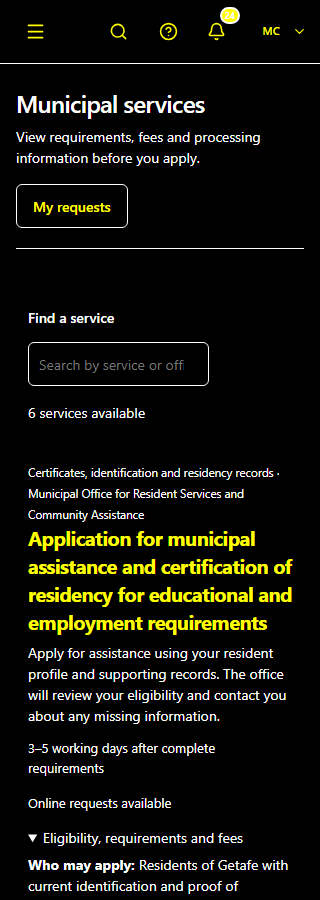 MC
Municipal services
View requirements, fees and processing
information before you apply.
My requests
Find a service
Search by service or offi
6 services available
Certificates, identification and residency records ·
Municipal Office for Resident Services and
Community Assistance
Application for municipal
assistance and certification of
residency for educational and
employment requirements
Apply for assistance using your resident
profile and supporting records. The office
will review your eligibility and contact you
about any missing information.
3–5 working days after complete
requirements
Online requests available
▼ Eligibility, requirements and fees
Who may apply: Residents of Getafe with
current identification and proof of